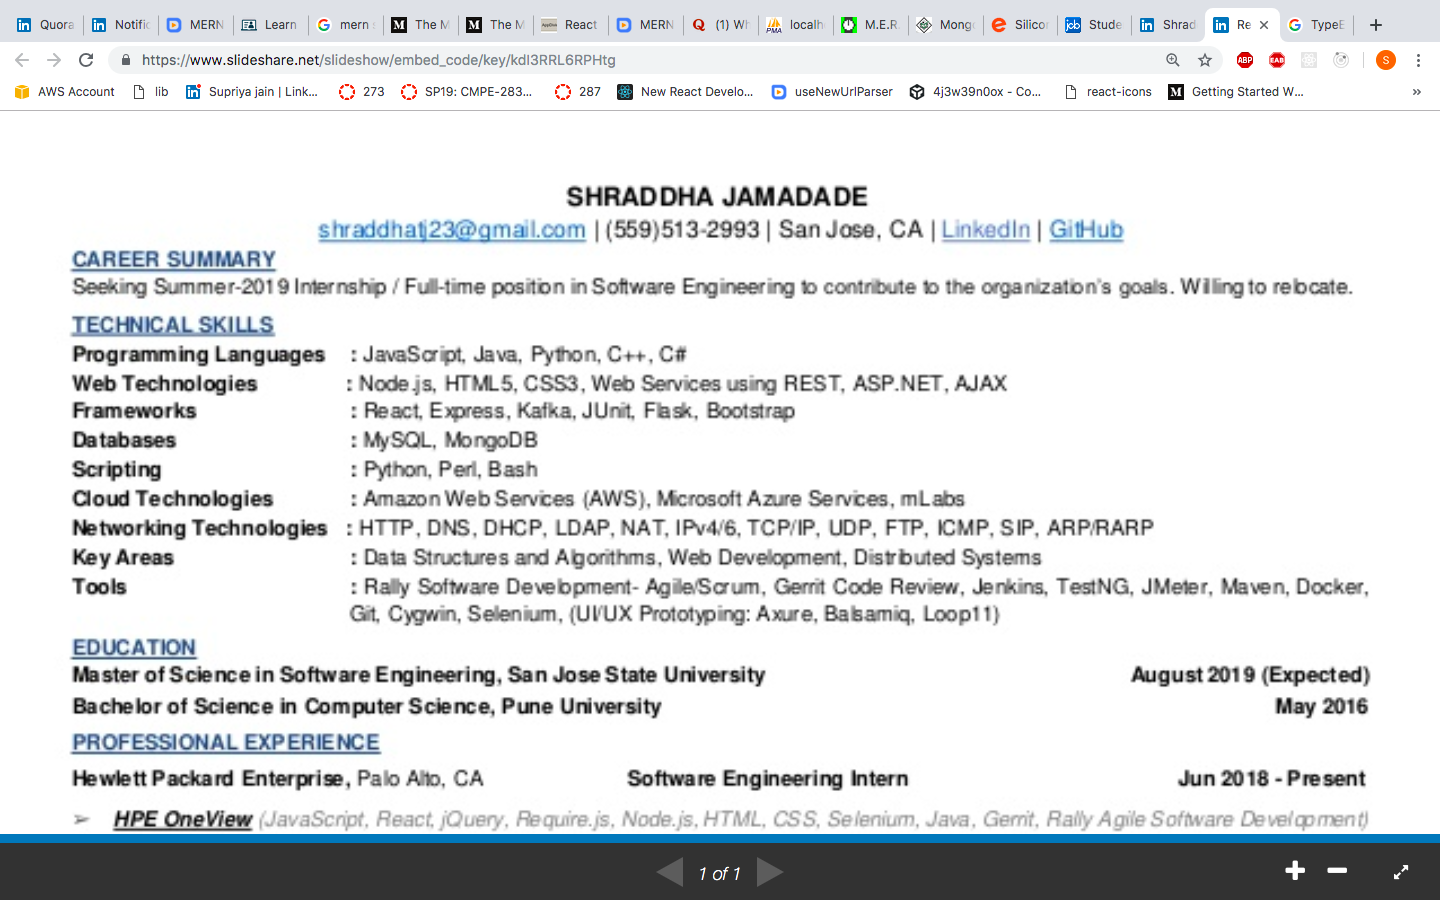 Quora
Notific
MERN
Learn
mern s
The M
The M
React
MERN
(1) Wh
localh
M.E.R.
Mong
Silicon
Stude
Shrad
Re
TypeE
https://www.slideshare.net/slideshow/embed_code/key/kdI3RRL6RPHtg
AWS Account
lib
Supriya jain | Link...
273
SP19: CMPE-283...
287
New React Develo...
useNewUrlParser
4j3w39n0ox - Co...
react-icons
Getting Started W...
SHRADDHA JAMADADE
shraddhatj23@gmail.com | (559)513-2993 | San Jose, CA | LinkedIn | GitHub
CAREER SUMMARY
Seeking Summer-2019 Internship / Full-time position in Software Engineering to contribute to the organization's goals. Willing to relocate.
TECHNICAL SKILLS
Programming Languages : JavaScript, Java, Python, C++, C#
Web Technologies : Node.js, HTML5, CSS3, Web Services using REST, ASP.NET, AJAX
Frameworks : React, Express, Kafka, JUnit, Flask, Bootstrap
Databases : MySQL, MongoDB
Scripting : Python, Perl, Bash
Cloud Technologies : Amazon Web Services (AWS), Microsoft Azure Services, mLabs
Networking Technologies : HTTP, DNS, DHCP, LDAP, NAT, IPv4/6, TCP/IP, UDP, FTP, ICMP, SIP, ARP/RARP
Key Areas : Data Structures and Algorithms, Web Development, Distributed Systems
Tools : Rally Software Development- Agile/Scrum, Gerrit Code Review, Jenkins, TestNG, JMeter, Maven, Docker,
Git, Cygwin, Selenium, (UI/UX Prototyping: Axure, Balsamiq, Loop11)
EDUCATION
Master of Science in Software Engineering, San Jose State University August 2019 (Expected)
Bachelor of Science in Computer Science, Pune University May 2016
PROFESSIONAL EXPERIENCE
Hewlett Packard Enterprise, Palo Alto, CA Software Engineering Intern Jun 2018 - Present
➢ HPE OneView (JavaScript, React, jQuery, Require.js, Node.js, HTML, CSS, Selenium, Java, Gerrit, Rally Agile Software Development)
1 of 1